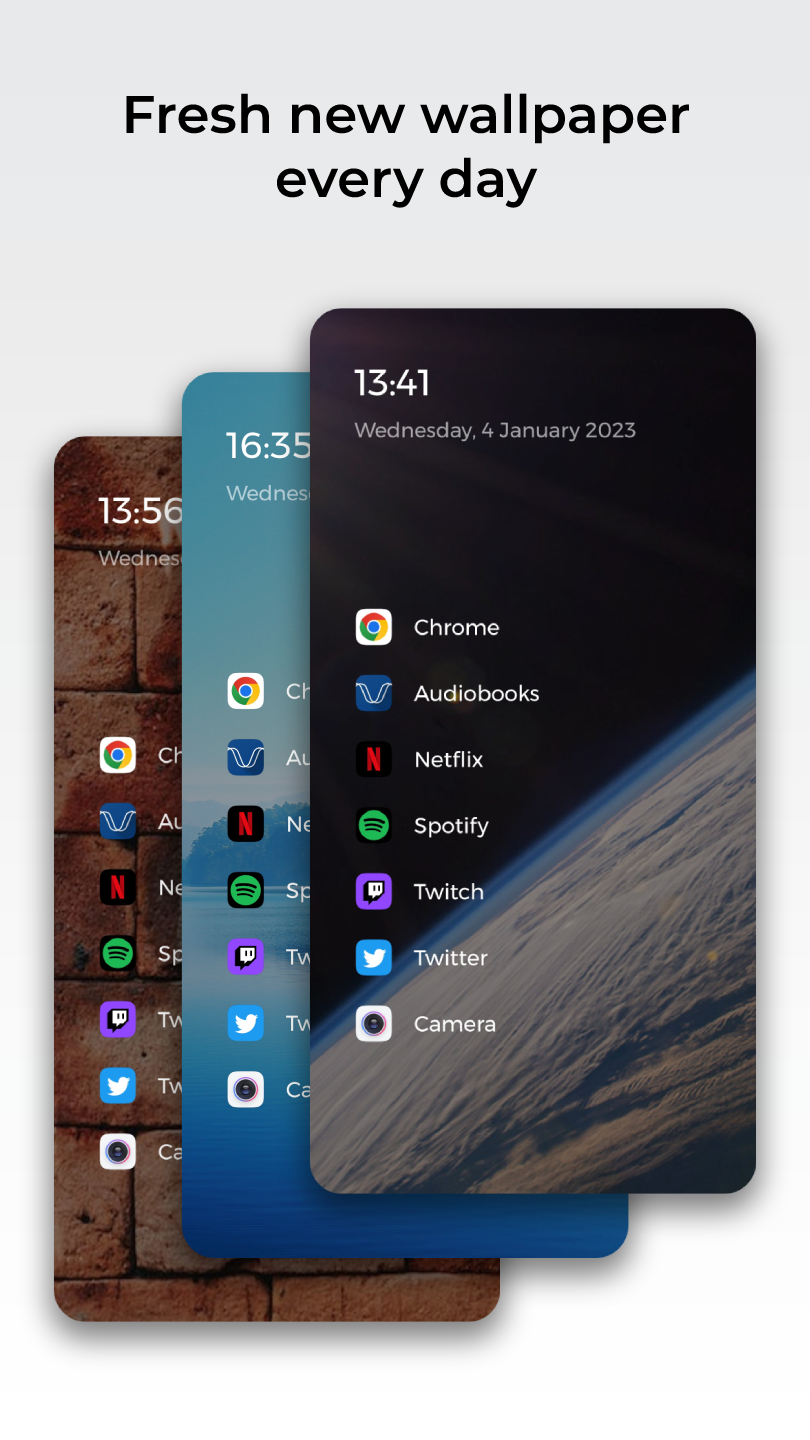 Fresh new wallpaper
every day
13:41
Wednesday, 4 January 2023
Chrome
Audiobooks
Netflix
Spotify
Twitch
Twitter
Camera
16:35
Wednes
Ch
Au
Ne
Sp
Tw
Tw
Ca
13:56
Wednes
Ch
Au
Ne
Sp
Tw
Tw
Ca